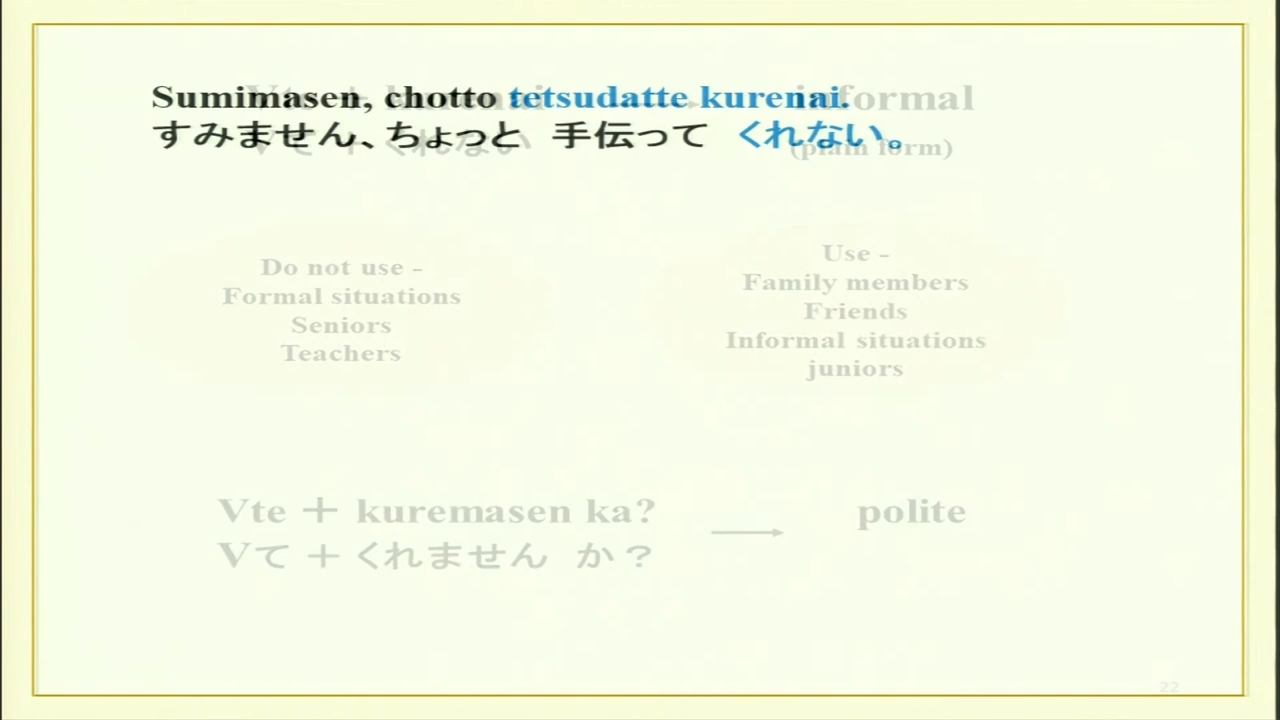 Sumimasen, chotto tetsudatte kurenai.
すみません、ちょっと 手伝って くれない。
Vte + kurenai informal
Vて + くれない (plain form)
Do not use -
Formal situations
Seniors
Teachers
Use -
Family members
Friends
Informal situations
juniors
Vte + kuremasen ka? polite
Vて + くれません か?
22